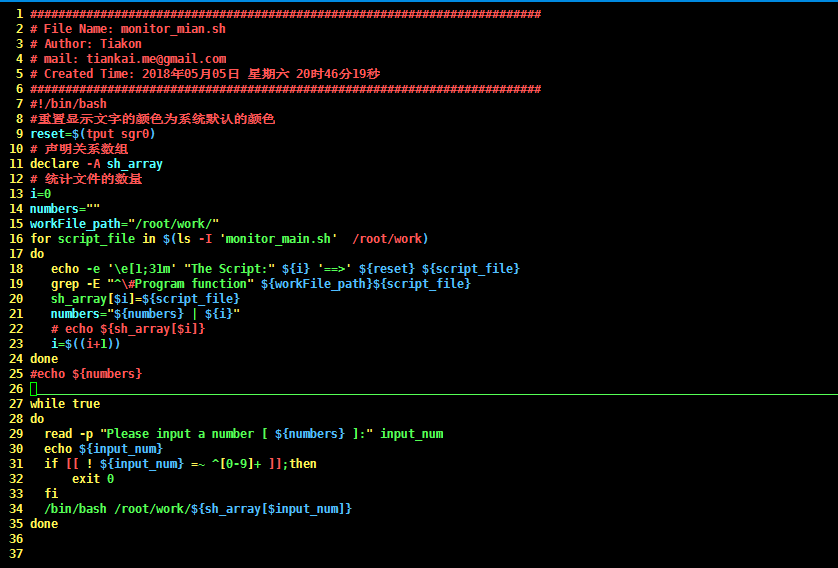 1 #########################################################################
2 # File Name: monitor_mian.sh
3 # Author: Tiakon
4 # mail: tiankai.me@gmail.com
5 # Created Time: 2018年05月05日 星期六 20时46分19秒
6 #########################################################################
7 #!/bin/bash
8 #重置显示文字的颜色为系统默认的颜色
9 reset=$(tput sgr0)
10 # 声明关系数组
11 declare -A sh_array
12 # 统计文件的数量
13 i=0
14 numbers=""
15 workFile_path="/root/work/"
16 for script_file in $(ls -I 'monitor_main.sh'  /root/work)
17 do
18    echo -e '\e[1;31m' "The Script:" ${i} '==>' ${reset} ${script_file}
19    grep -E "^\#Program function" ${workFile_path}${script_file}
20    sh_array[$i]=${script_file}
21    numbers="${numbers} | ${i}"
22    # echo ${sh_array[$i]}
23    i=$((i+1))
24 done
25 #echo ${numbers}
26
27 while true
28 do
29   read -p "Please input a number [ ${numbers} ]:" input_num
30   echo ${input_num}
31   if [[ ! ${input_num} =~ ^[0-9]+ ]];then
32       exit 0
33   fi
34   /bin/bash /root/work/${sh_array[$input_num]}
35 done
36
37